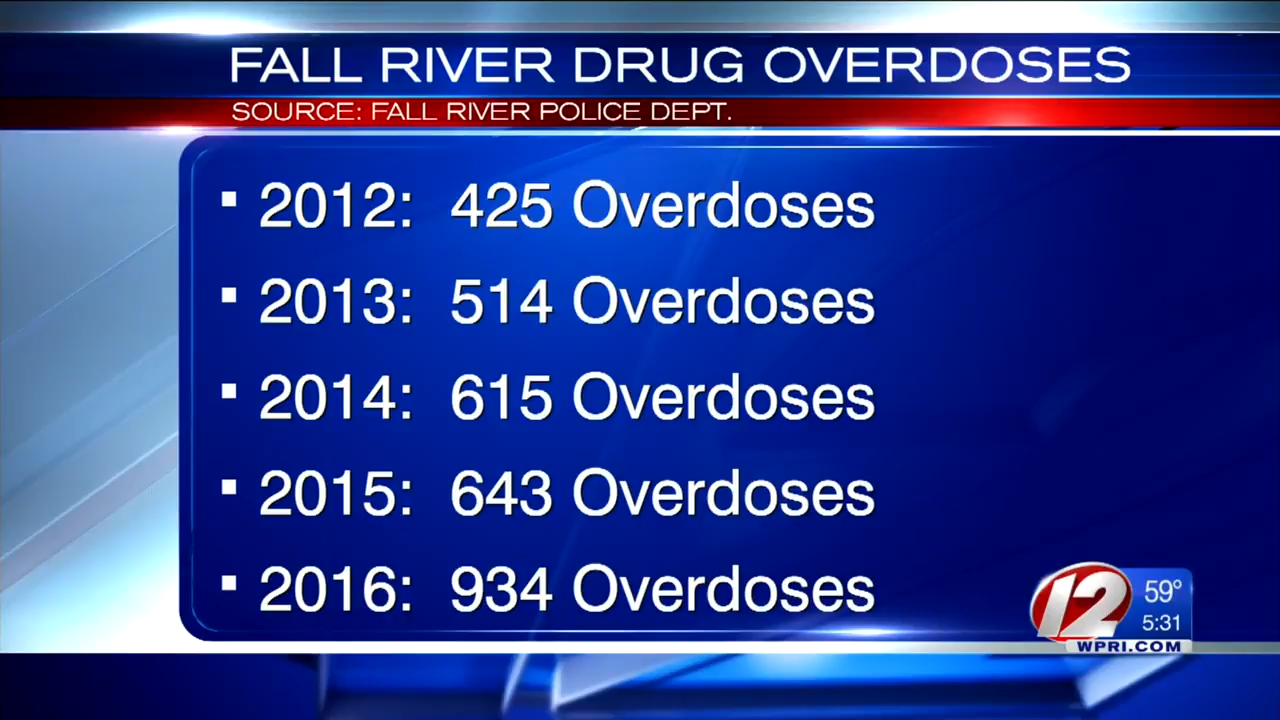 FALL RIVER DRUG OVERDOSES
SOURCE: FALL RIVER POLICE DEPT.
▪ 2012: 425 Overdoses
▪ 2013: 514 Overdoses
▪ 2014: 615 Overdoses
▪ 2015: 643 Overdoses
▪ 2016: 934 Overdoses
12
59°
5:31
WPRI.COM